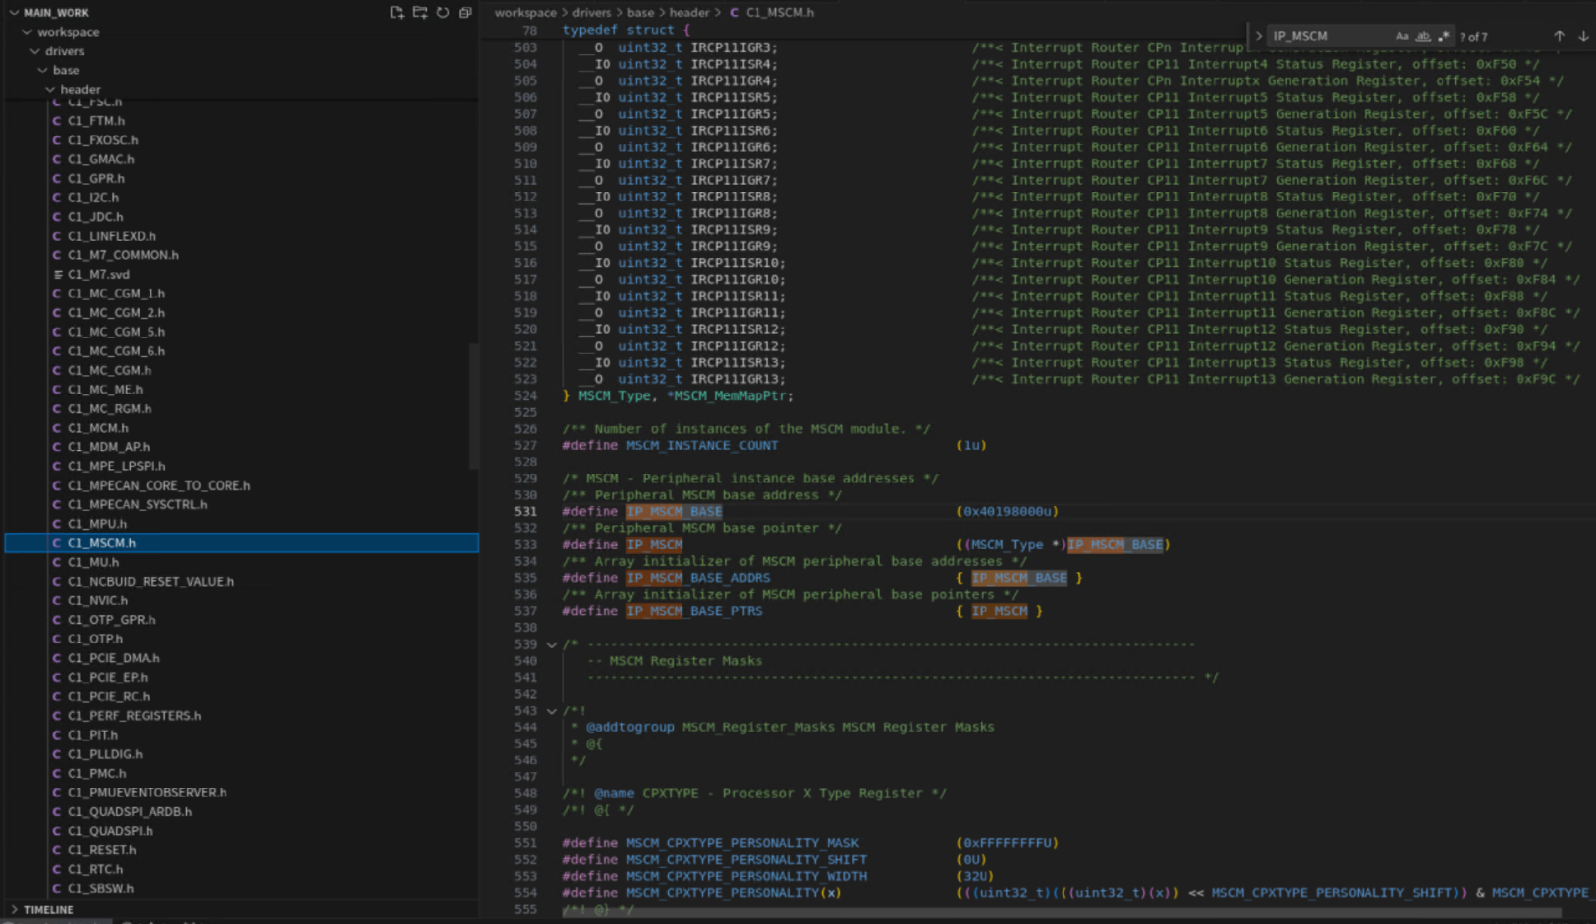 MAIN_WORK
workspace
drivers
base
header
C1_FSC.h
C1_FTM.h
C1_FXOSC.h
C1_GMAC.h
C1_GPR.h
C1_I2C.h
C1_JDC.h
C1_LINFLEXD.h
C1_M7_COMMON.h
C1_M7.svd
C1_MC_CGM_1.h
C1_MC_CGM_2.h
C1_MC_CGM_5.h
C1_MC_CGM_6.h
C1_MC_CGM.h
C1_MC_ME.h
C1_MC_RGM.h
C1_MCM.h
C1_MDM_AP.h
C1_MPE_LPSPI.h
C1_MPECAN_CORE_TO_CORE.h
C1_MPECAN_SYSCTRL.h
C1_MPU.h
C1_MSCM.h
C1_MU.h
C1_NCBUID_RESET_VALUE.h
C1_NVIC.h
C1_OTP_GPR.h
C1_OTP.h
C1_PCIE_DMA.h
C1_PCIE_EP.h
C1_PCIE_RC.h
C1_PERF_REGISTERS.h
C1_PIT.h
C1_PLLDIG.h
C1_PMC.h
C1_PMUEVENTOBSERVER.h
C1_QUADSPI_ARDB.h
C1_QUADSPI.h
C1_RESET.h
C1_RTC.h
C1_SBSW.h
TIMELINE
workspace > drivers > base > header > C C1_MSCM.h
IP_MSCM Aa ab ? of 7
78 typedef struct {
503 __O uint32_t IRCP11IGR3; /**< Interrupt Router CPn Interrupt
504 __IO uint32_t IRCP11ISR4; /**< Interrupt Router CP11 Interrupt4 Status Register, offset: 0xF50 */
505 __O uint32_t IRCP11IGR4; /**< Interrupt Router CPn Interruptx Generation Register, offset: 0xF54 */
506 __IO uint32_t IRCP11ISR5; /**< Interrupt Router CP11 Interrupt5 Status Register, offset: 0xF58 */
507 __O uint32_t IRCP11IGR5; /**< Interrupt Router CP11 Interrupt5 Generation Register, offset: 0xF5C */
508 __IO uint32_t IRCP11ISR6; /**< Interrupt Router CP11 Interrupt6 Status Register, offset: 0xF60 */
509 __O uint32_t IRCP11IGR6; /**< Interrupt Router CP11 Interrupt6 Generation Register, offset: 0xF64 */
510 __IO uint32_t IRCP11ISR7; /**< Interrupt Router CP11 Interrupt7 Status Register, offset: 0xF68 */
511 __O uint32_t IRCP11IGR7; /**< Interrupt Router CP11 Interrupt7 Generation Register, offset: 0xF6C */
512 __IO uint32_t IRCP11ISR8; /**< Interrupt Router CP11 Interrupt8 Status Register, offset: 0xF70 */
513 __O uint32_t IRCP11IGR8; /**< Interrupt Router CP11 Interrupt8 Generation Register, offset: 0xF74 */
514 __IO uint32_t IRCP11ISR9; /**< Interrupt Router CP11 Interrupt9 Status Register, offset: 0xF78 */
515 __O uint32_t IRCP11IGR9; /**< Interrupt Router CP11 Interrupt9 Generation Register, offset: 0xF7C */
516 __IO uint32_t IRCP11ISR10; /**< Interrupt Router CP11 Interrupt10 Status Register, offset: 0xF80 */
517 __O uint32_t IRCP11IGR10; /**< Interrupt Router CP11 Interrupt10 Generation Register, offset: 0xF84 */
518 __IO uint32_t IRCP11ISR11; /**< Interrupt Router CP11 Interrupt11 Status Register, offset: 0xF88 */
519 __O uint32_t IRCP11IGR11; /**< Interrupt Router CP11 Interrupt11 Generation Register, offset: 0xF8C */
520 __IO uint32_t IRCP11ISR12; /**< Interrupt Router CP11 Interrupt12 Status Register, offset: 0xF90 */
521 __O uint32_t IRCP11IGR12; /**< Interrupt Router CP11 Interrupt12 Generation Register, offset: 0xF94 */
522 __IO uint32_t IRCP11ISR13; /**< Interrupt Router CP11 Interrupt13 Status Register, offset: 0xF98 */
523 __O uint32_t IRCP11IGR13; /**< Interrupt Router CP11 Interrupt13 Generation Register, offset: 0xF9C */
524 } MSCM_Type, *MSCM_MemMapPtr;
525
526 /** Number of instances of the MSCM module. */
527 #define MSCM_INSTANCE_COUNT (1u)
528
529 /* MSCM - Peripheral instance base addresses */
530 /** Peripheral MSCM base address */
531 #define IP_MSCM_BASE (0x40198000u)
532 /** Peripheral MSCM base pointer */
533 #define IP_MSCM ((MSCM_Type *)IP_MSCM_BASE)
534 /** Array initializer of MSCM peripheral base addresses */
535 #define IP_MSCM_BASE_ADDRS { IP_MSCM_BASE }
536 /** Array initializer of MSCM peripheral base pointers */
537 #define IP_MSCM_BASE_PTRS { IP_MSCM }
538
539 /* ----------------------------------------------------------------------------
540 -- MSCM Register Masks
541 ---------------------------------------------------------------------------- */
542
543 /*!
544 * @addtogroup MSCM_Register_Masks MSCM Register Masks
545 * @{
546 */
547
548 /*! @name CPXTYPE - Processor X Type Register */
549 /*! @{ */
550
551 #define MSCM_CPXTYPE_PERSONALITY_MASK (0xFFFFFFFFU)
552 #define MSCM_CPXTYPE_PERSONALITY_SHIFT (0U)
553 #define MSCM_CPXTYPE_PERSONALITY_WIDTH (32U)
554 #define MSCM_CPXTYPE_PERSONALITY(x) (((uint32_t)(((uint32_t)(x)) << MSCM_CPXTYPE_PERSONALITY_SHIFT)) & MSCM_CPXTYPE
555 /*! @} */